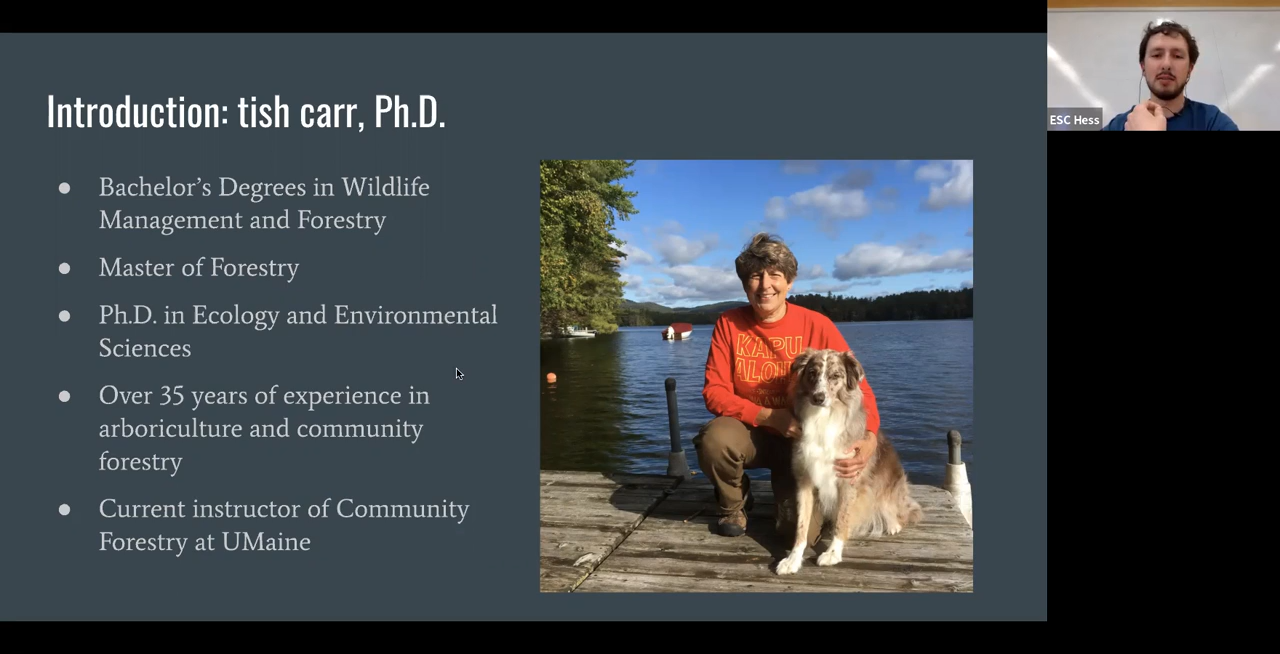 Introduction: tish carr, Ph.D.
Bachelor's Degrees in Wildlife
Management and Forestry
Master of Forestry
Ph.D. in Ecology and Environmental
Sciences
Over 35 years of experience in
arboriculture and community
forestry
Current instructor of Community
Forestry at UMaine
KAPU
ESC Hess